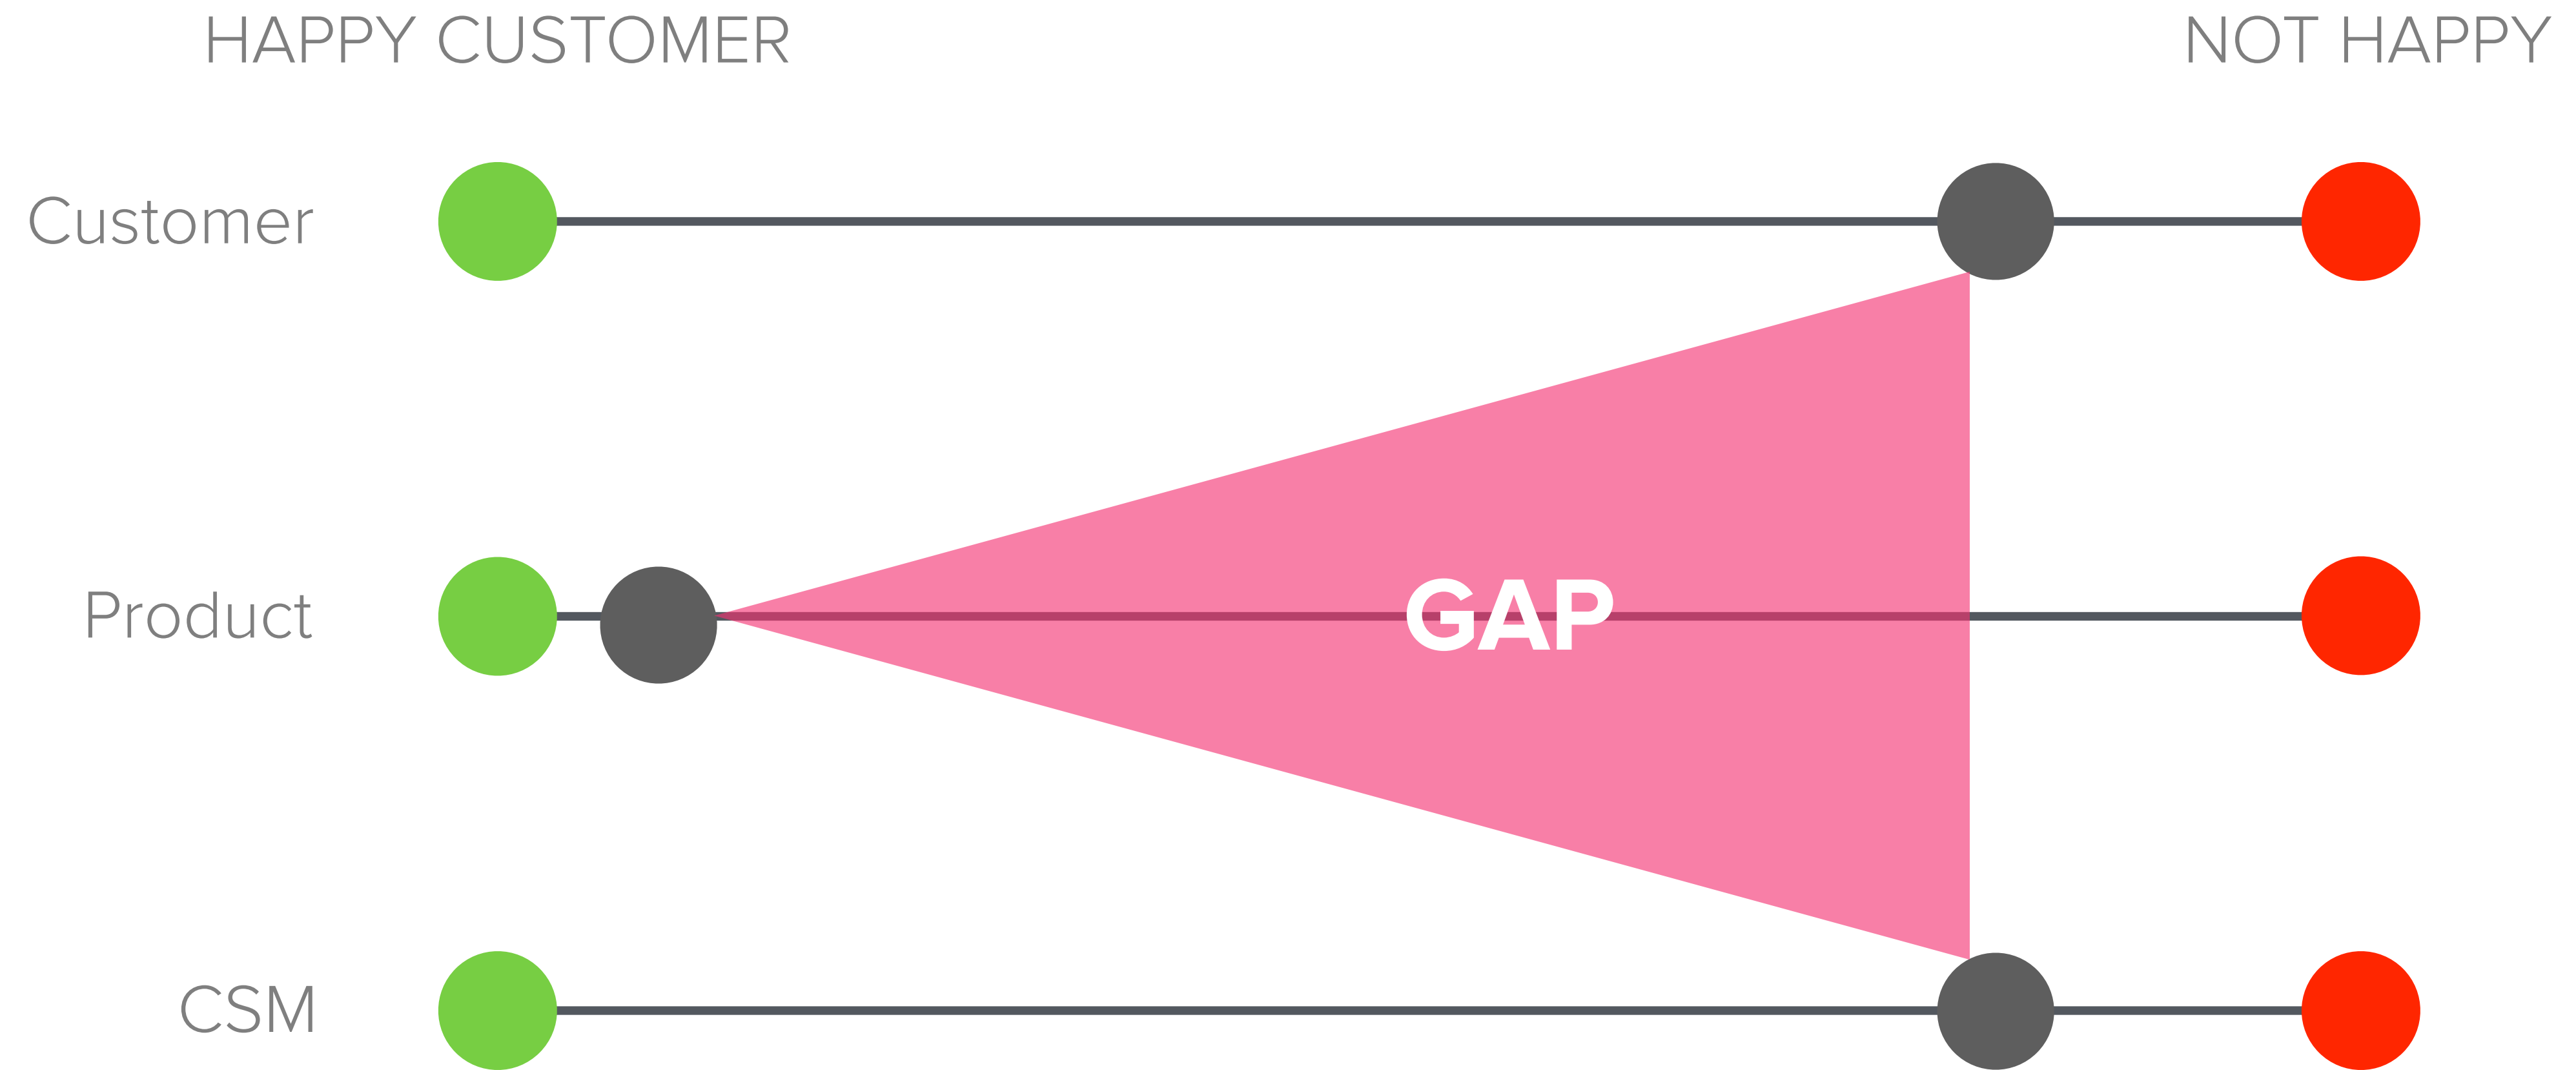 HAPPY CUSTOMER
NOT HAPPY
Customer
Product
GAP
CSM